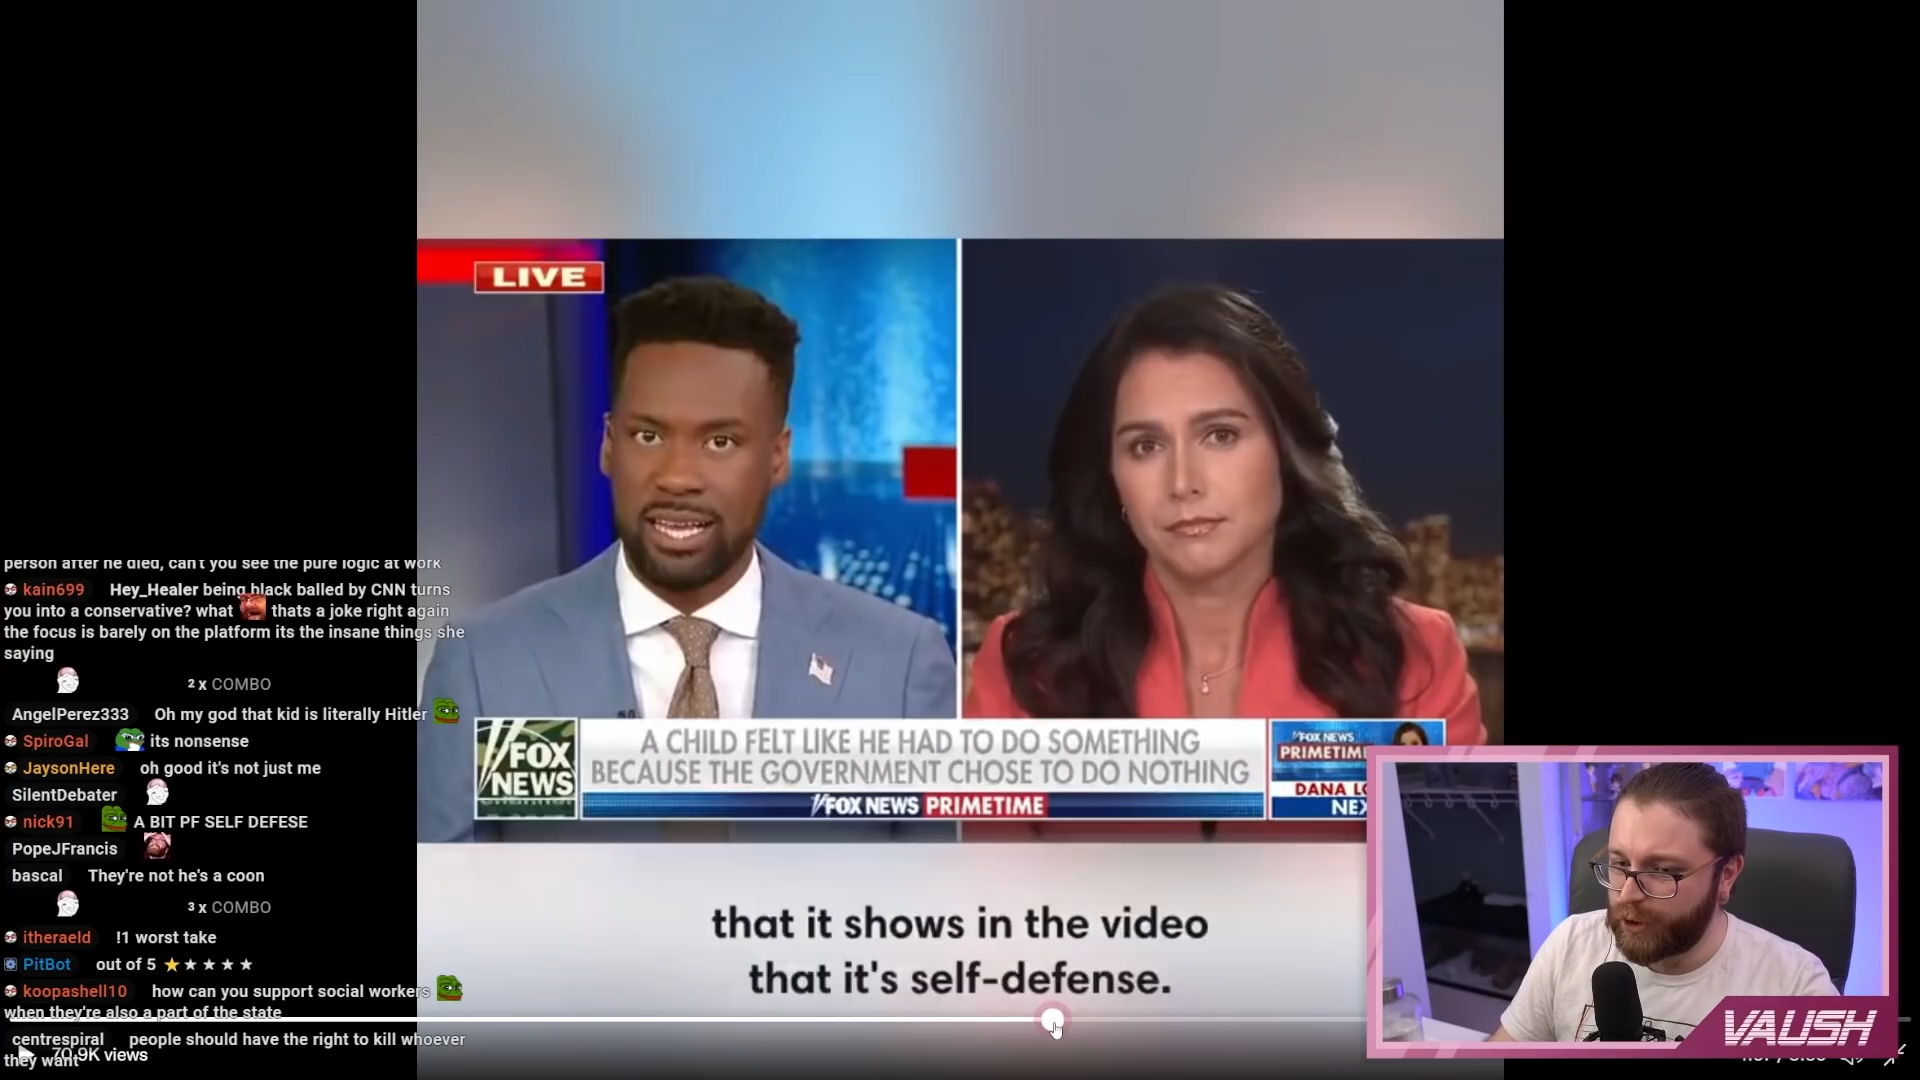 LIVE
FOX
NEWS
A CHILD FELT LIKE HE HAD TO DO SOMETHING
BECAUSE THE GOVERNMENT CHOSE TO DO NOTHING
FOX NEWS PRIMETIME
FOX NEWS
PRIMETIME
DANA
that it shows in the video
that it's self-defense.
person after he died, can't you see the pure logic at work
kain699 Hey_Healer being black balled by CNN turns
you into a conservative? what thats a joke right again
the focus is barely on the platform its the insane things she
saying
2 x COMBO
AngelPerez333 Oh my god that kid is literally Hitler
SpiroGal its nonsense
JaysonHere oh good it's not just me
SilentDebater
nick91 A BIT PF SELF DEFESE
PopeJFrancis
bascal They're not he's a coon
3 x COMBO
itheraeld !1 worst take
PitBot out of 5
koopashell10 how can you support social workers
when they're also a part of the state
centrespiral people should have the right to kill whoever
they want
70.9K views
VAUSH